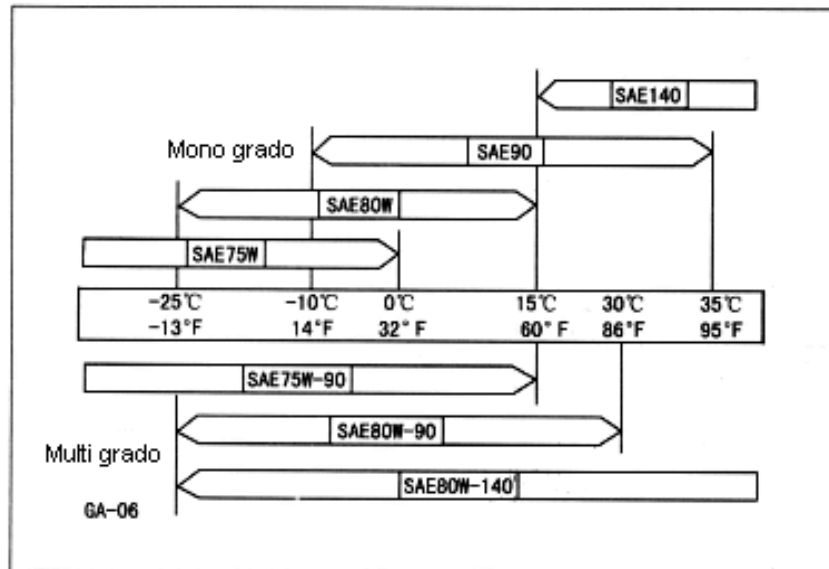 SAE140
Mono grado SAE90
SAE80W
SAE75W
-25℃ -10℃ 0℃ 15℃ 30℃ 35℃
-13°F 14°F 32°F 60°F 86°F 95°F
SAE75W-90
SAE80W-90
Multi grado
SAE80W-140
GA-06